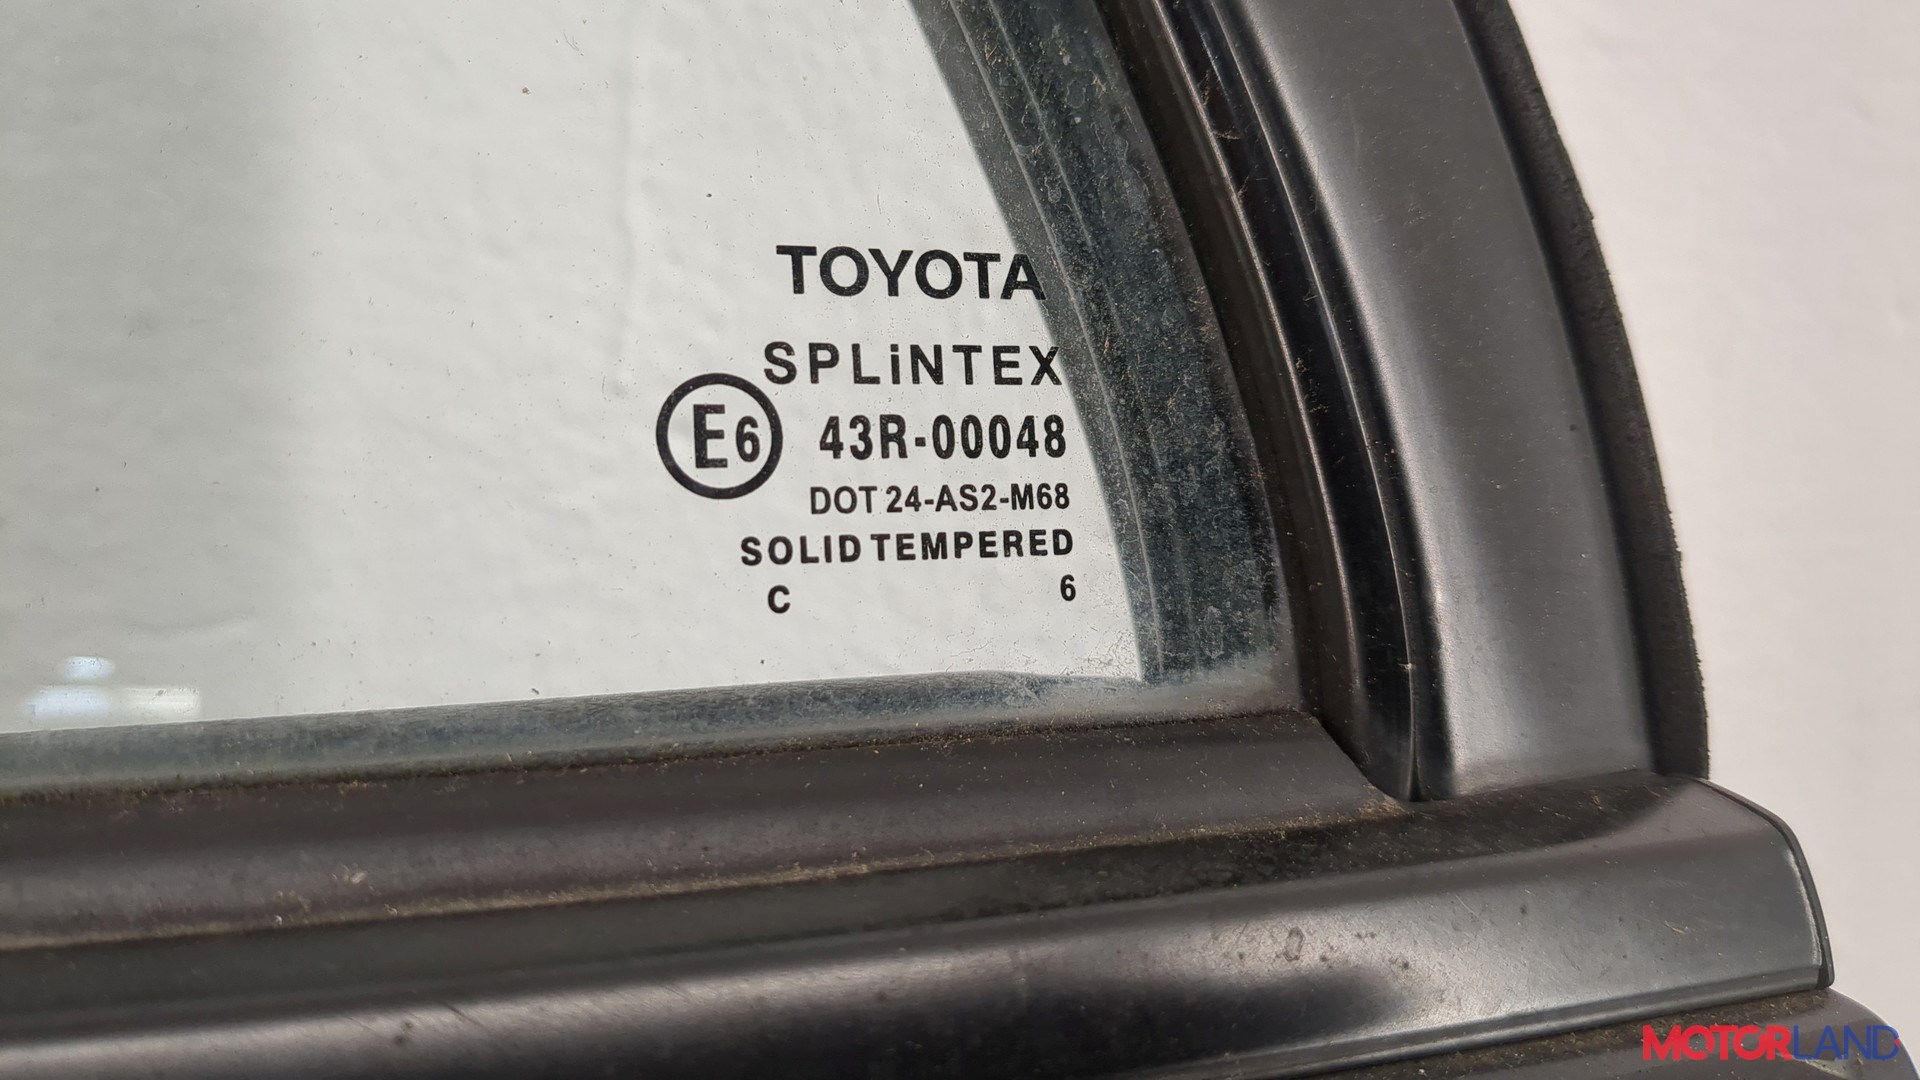 TOYOTA
SPLiNTEX
E6 43R-00048
DOT 24-AS2-M68
SOLID TEMPERED
C 6
MOTORLAND